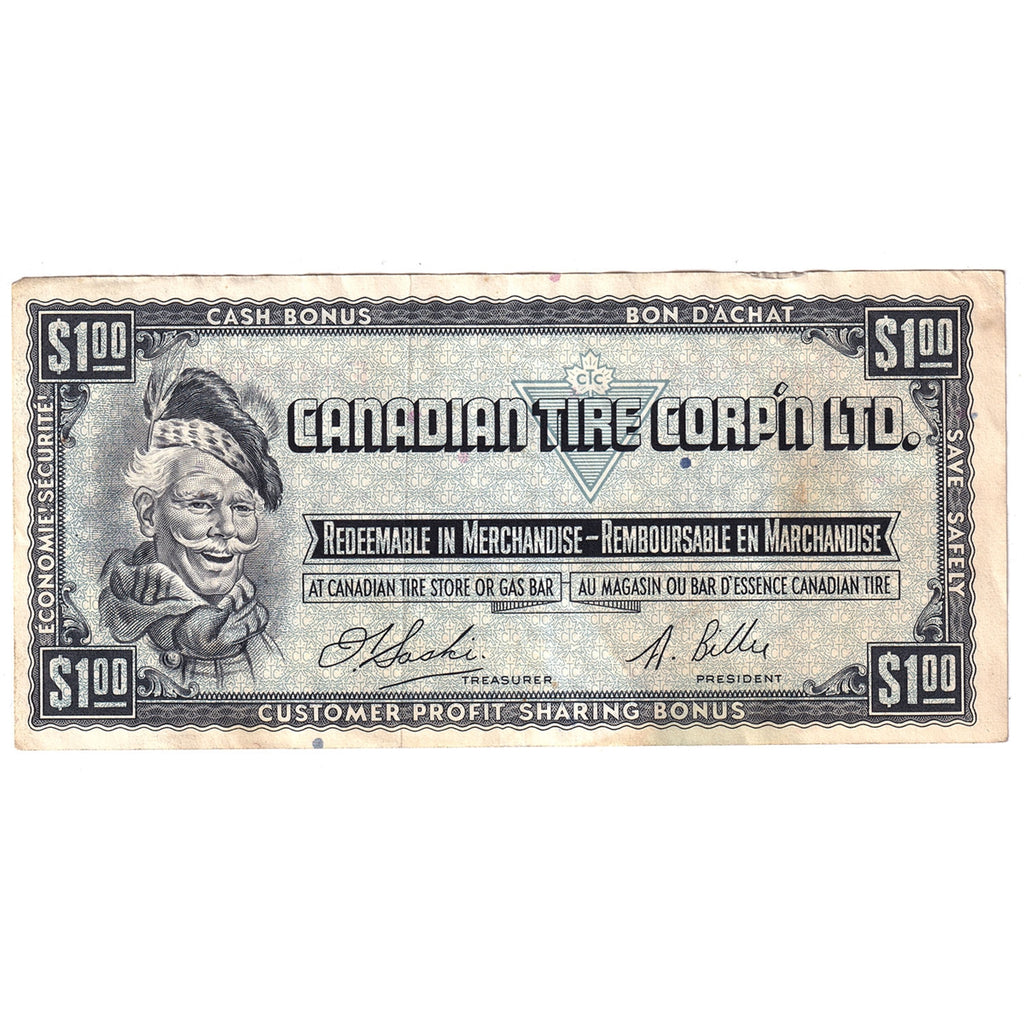 CASH BONUS BON D'ACHAT
$1.00 $1.00
CTC
CANADIAN TIRE CORP'N LTD.
ÉCONOMIE! SÉCURITÉ!
SAVE SAFELY
REDEEMABLE IN MERCHANDISE – REMBOURSABLE EN MARCHANDISE
AT CANADIAN TIRE STORE OR GAS BAR AU MAGASIN OU BAR D'ESSENCE CANADIAN TIRE
TREASURER PRESIDENT
$1.00 $1.00
CUSTOMER PROFIT SHARING BONUS